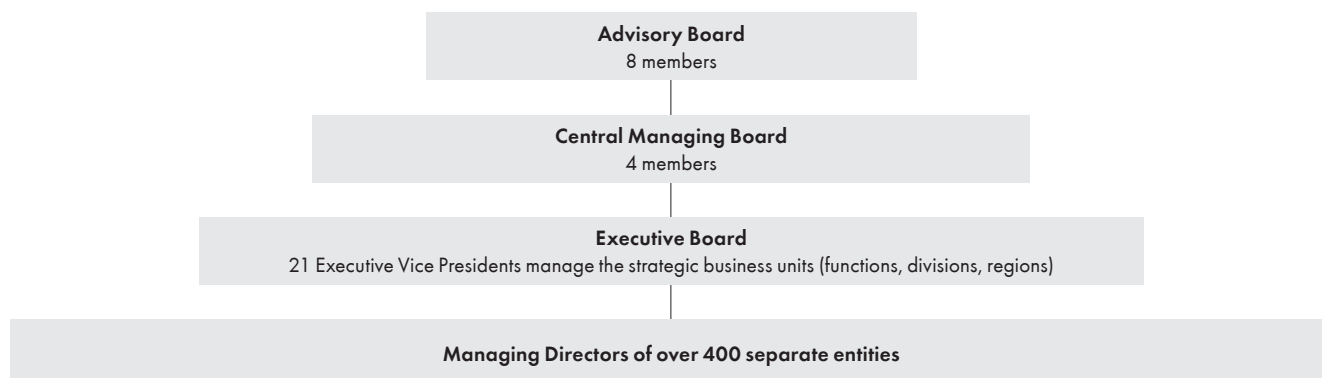 Advisory Board
8 members
Central Managing Board
4 members
Executive Board
21 Executive Vice Presidents manage the strategic business units (functions, divisions, regions)
Managing Directors of over 400 separate entities